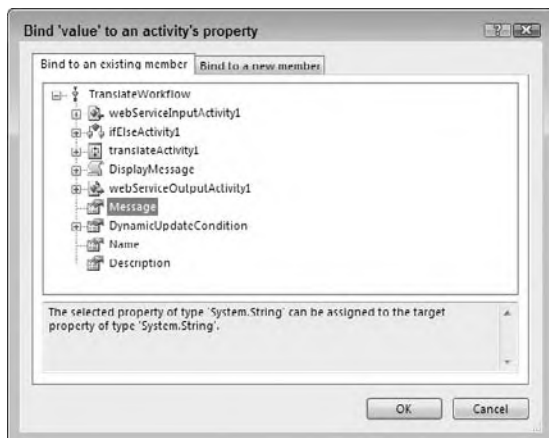 Bind 'value' to an activity's property
Bind to an existing member Bind to a new member
TranslateWorkflow
webServiceInputActivity1
ifElseActivity1
translateActivity1
DisplayMessage
webServiceOutputActivity1
Message
DynamicUpdateCondition
Name
Description
The selected property of type 'System.String' can be assigned to the target
property of type 'System.String'.
OK Cancel